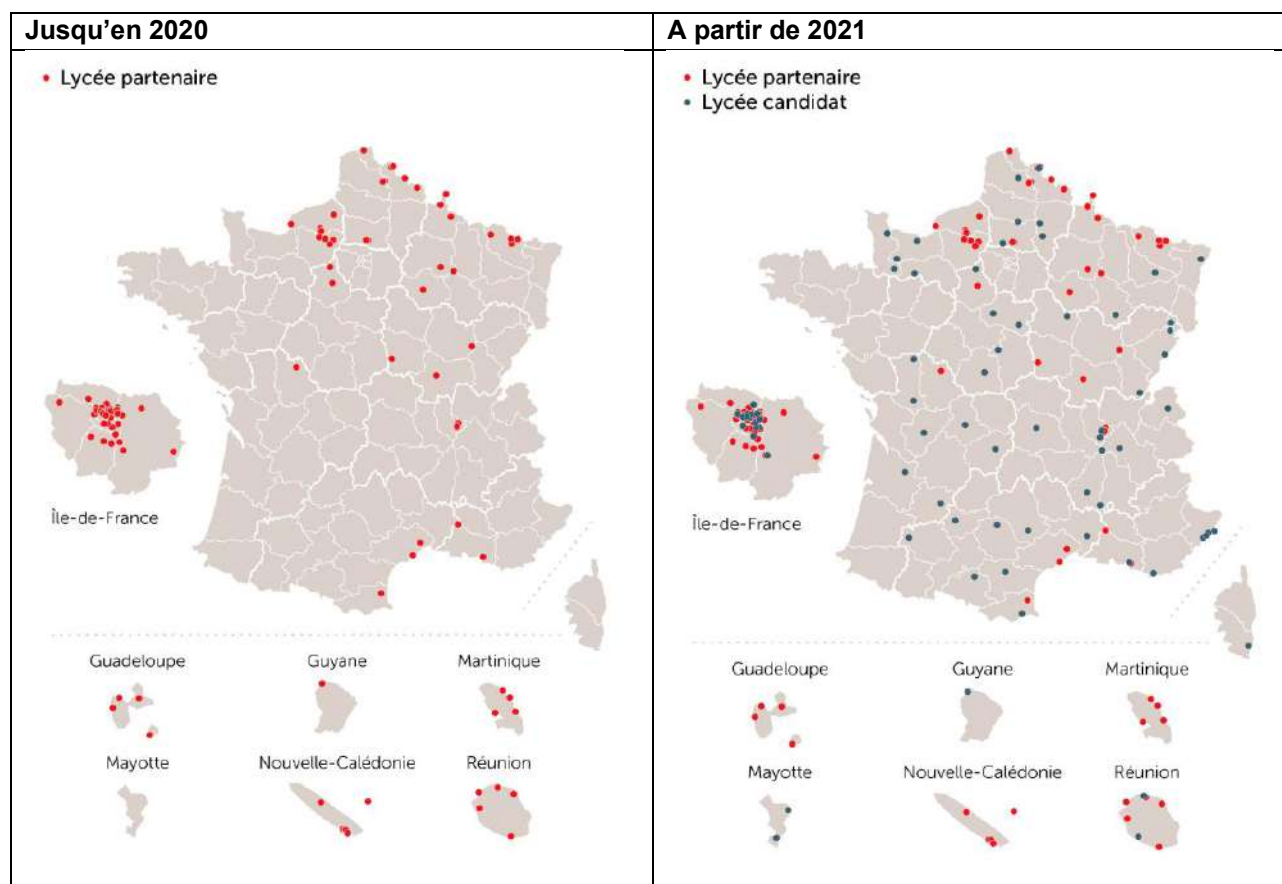 Jusqu'en 2020
• Lycée partenaire
Île-de-France
Guadeloupe
Guyane
Martinique
Mayotte
Nouvelle-Calédonie
Réunion
A partir de 2021
• Lycée partenaire
• Lycée candidat
Île-de-France
Guadeloupe
Guyane
Martinique
Mayotte
Nouvelle-Calédonie
Réunion